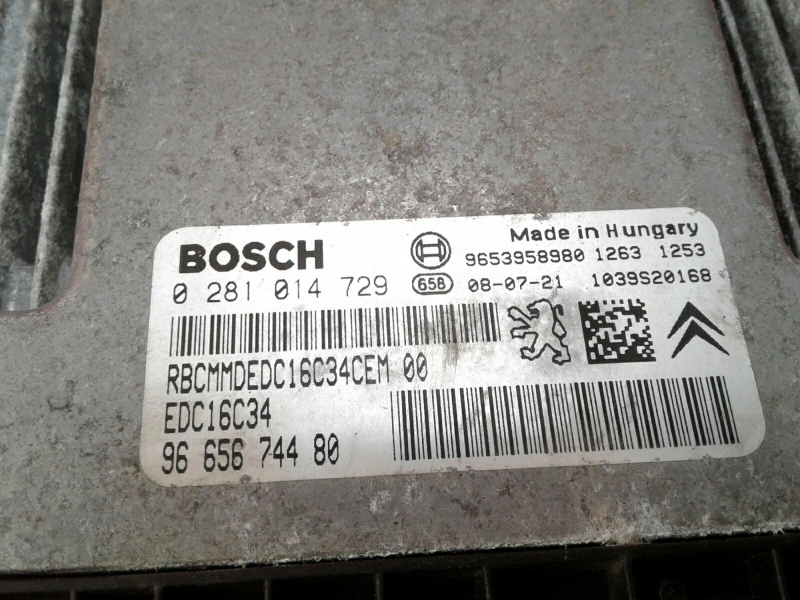 Made in Hungary
BOSCH 9653958980 1263 1253
0 281 014 729 658 08-07-21 1039S20168
RBCMMDEDC16C34CEM 00
EDC16C34
96 656 744 80